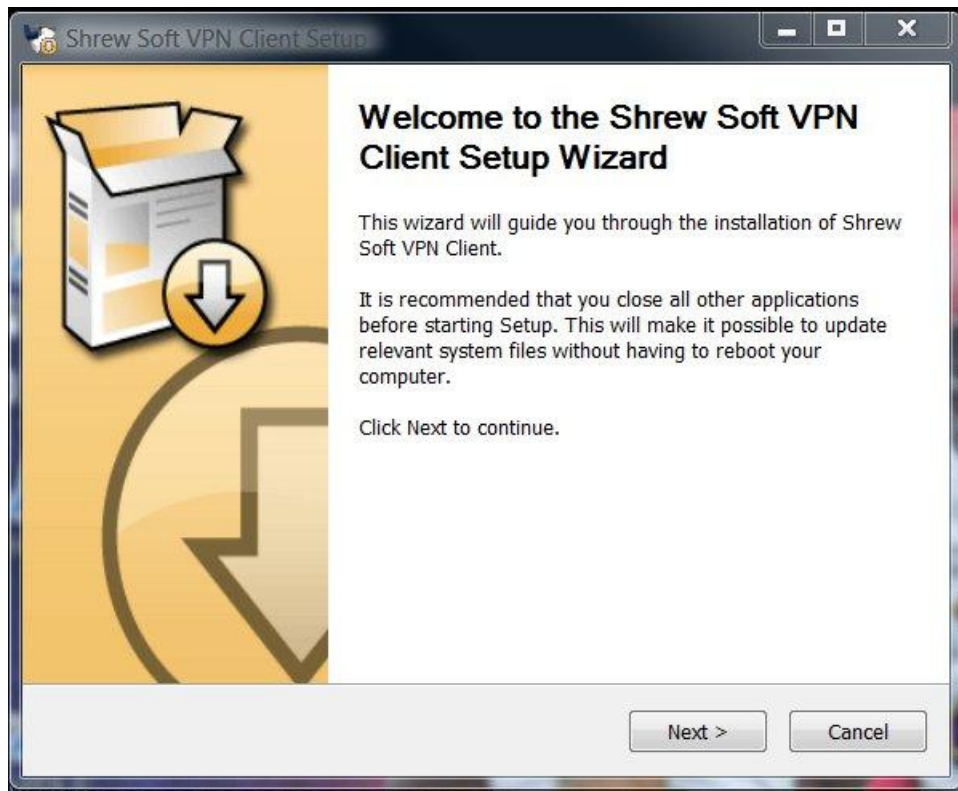 Shrew Soft VPN Client Setup
Welcome to the Shrew Soft VPN
Client Setup Wizard
This wizard will guide you through the installation of Shrew
Soft VPN Client.
It is recommended that you close all other applications
before starting Setup. This will make it possible to update
relevant system files without having to reboot your
computer.
Click Next to continue.
Next >
Cancel